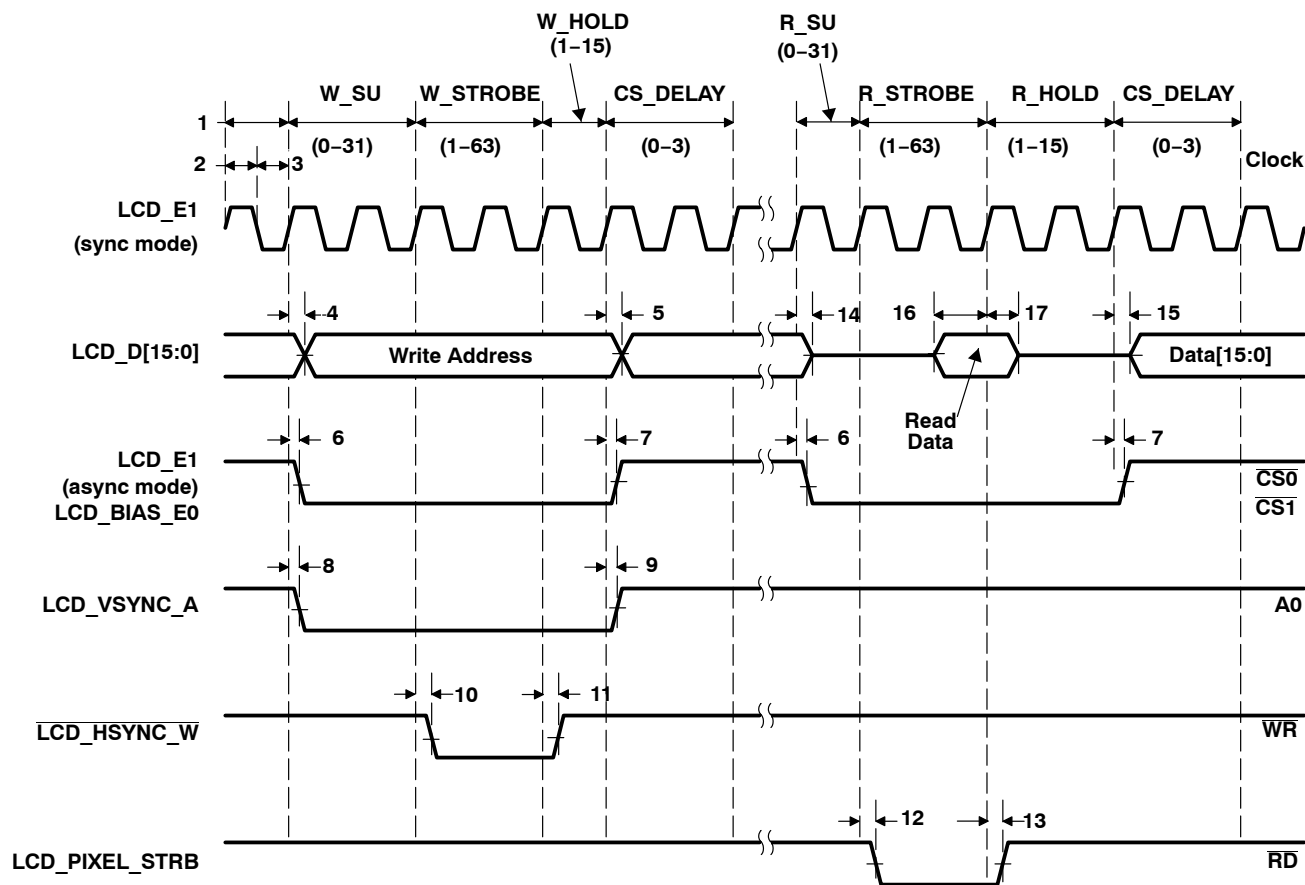 W_HOLD
(1–15)
R_SU
(0–31)
W_SU
W_STROBE
CS_DELAY
R_STROBE
R_HOLD
CS_DELAY
1
(0–31)
(1–63)
(0–3)
(1–63)
(1–15)
(0–3)
2
3
Clock
LCD_E1
(sync mode)
4
5
14
16
17
15
LCD_D[15:0]
Write Address
Data[15:0]
Read
Data
6
7
6
7
LCD_E1
(async mode)
LCD_BIAS_E0
CS0
CS1
8
9
LCD_VSYNC_A
A0
10
11
LCD_HSYNC_W
WR
12
13
LCD_PIXEL_STRB
RD